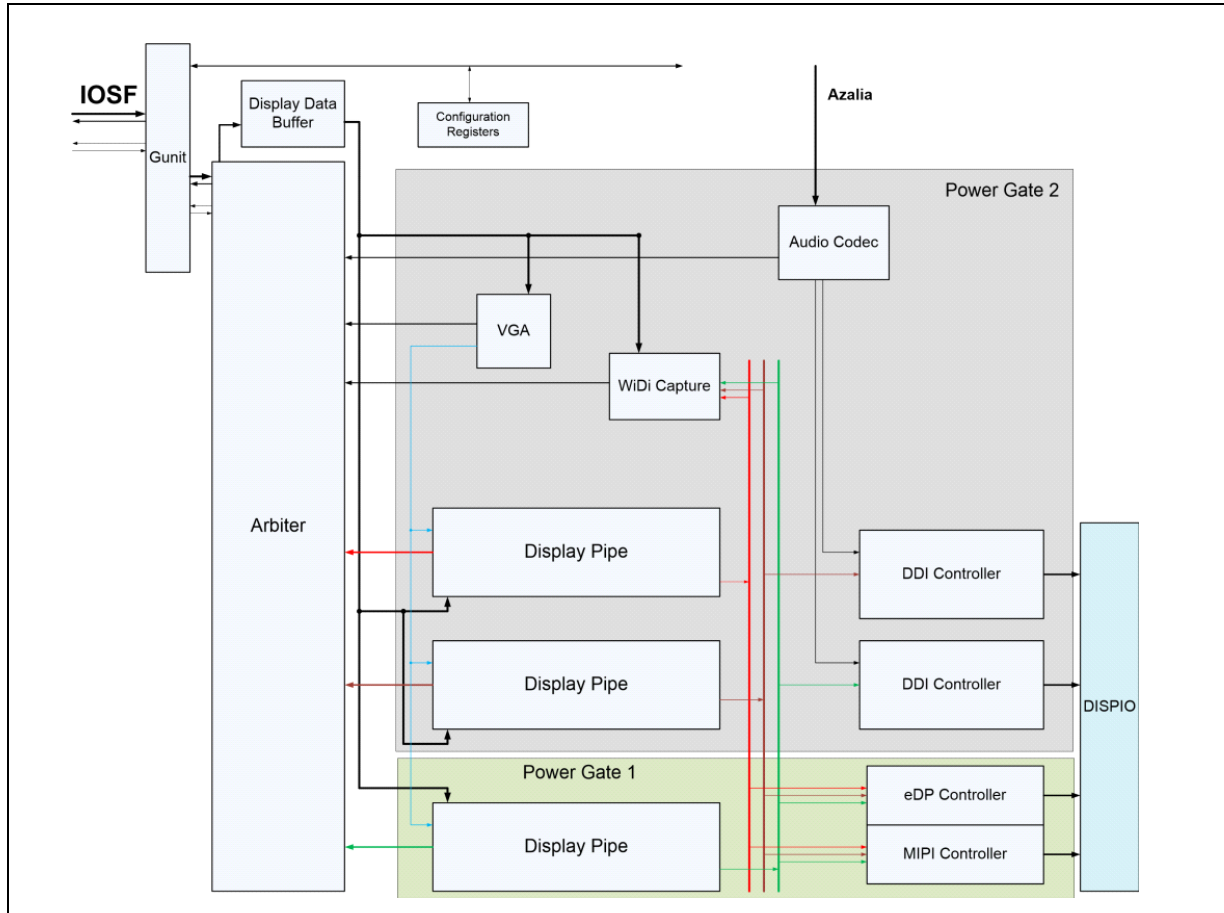 IOSF
Gunit
Display Data
Buffer
Configuration
Registers
Azalia
Power Gate 2
Audio Codec
VGA
WiDi Capture
Arbiter
Display Pipe
DDI Controller
Display Pipe
DDI Controller
DISPIO
Power Gate 1
eDP Controller
Display Pipe
MIPI Controller